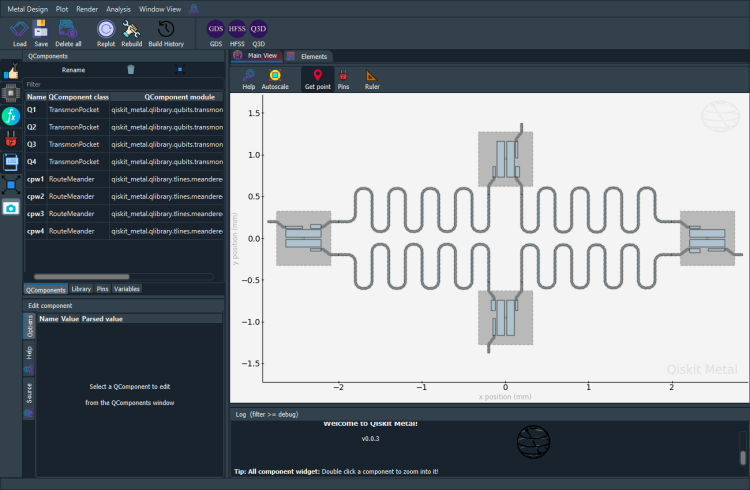 Metal Design Plot Render Analysis Window View
Load Save Delete all Replot Rebuild Build History GDS HFSS Q3D
GDS HFSS Q3D
QComponents
Rename
Filter
Name QComponent class QComponent module
Q1 TransmonPocket qiskit_metal.qlibrary.qubits.transmon
Q2 TransmonPocket qiskit_metal.qlibrary.qubits.transmon
Q3 TransmonPocket qiskit_metal.qlibrary.qubits.transmon
Q4 TransmonPocket qiskit_metal.qlibrary.qubits.transmon
cpw1 RouteMeander qiskit_metal.qlibrary.tlines.meandere
cpw2 RouteMeander qiskit_metal.qlibrary.tlines.meandere
cpw3 RouteMeander qiskit_metal.qlibrary.tlines.meandere
cpw4 RouteMeander qiskit_metal.qlibrary.tlines.meandere
QComponents Library Pins Variables
Edit component
Options
Help
Source
Name Value Parsed value
Select a QComponent to edit
from the QComponents window
Main View Elements
Help Autoscale Get point Pins Ruler
1.5
1.0
0.5
0.0
−0.5
−1.0
−1.5
y position (mm)
−2 −1 0 1 2
x position (mm)
Qiskit Metal
Log (filter >= debug)
Welcome to Qiskit Metal!
v0.0.3
Tip: All component widget: Double click a component to zoom into it!